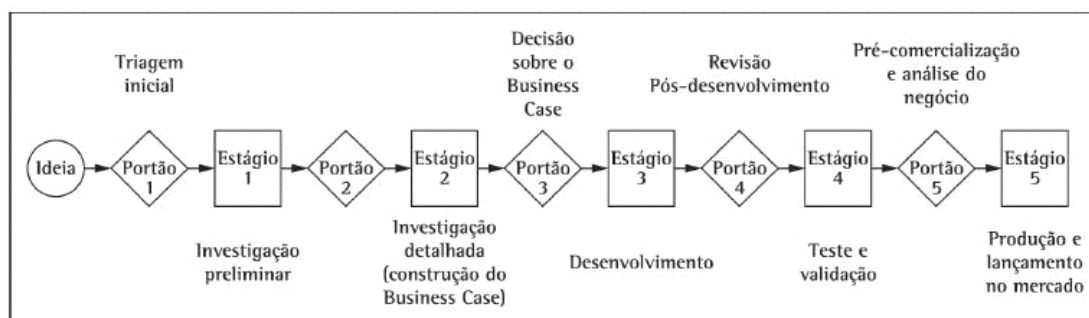 Triagem
inicial
Decisão
sobre o
Business
Case
Revisão
Pós-desenvolvimento
Pré-comercialização
e análise do
negócio
Ideia
Portão
1
Estágio
1
Portão
2
Estágio
2
Portão
3
Estágio
3
Portão
4
Estágio
4
Portão
5
Estágio
5
Investigação
preliminar
Investigação
detalhada
(construção do
Business Case)
Desenvolvimento
Teste e
validação
Produção e
lançamento
no mercado